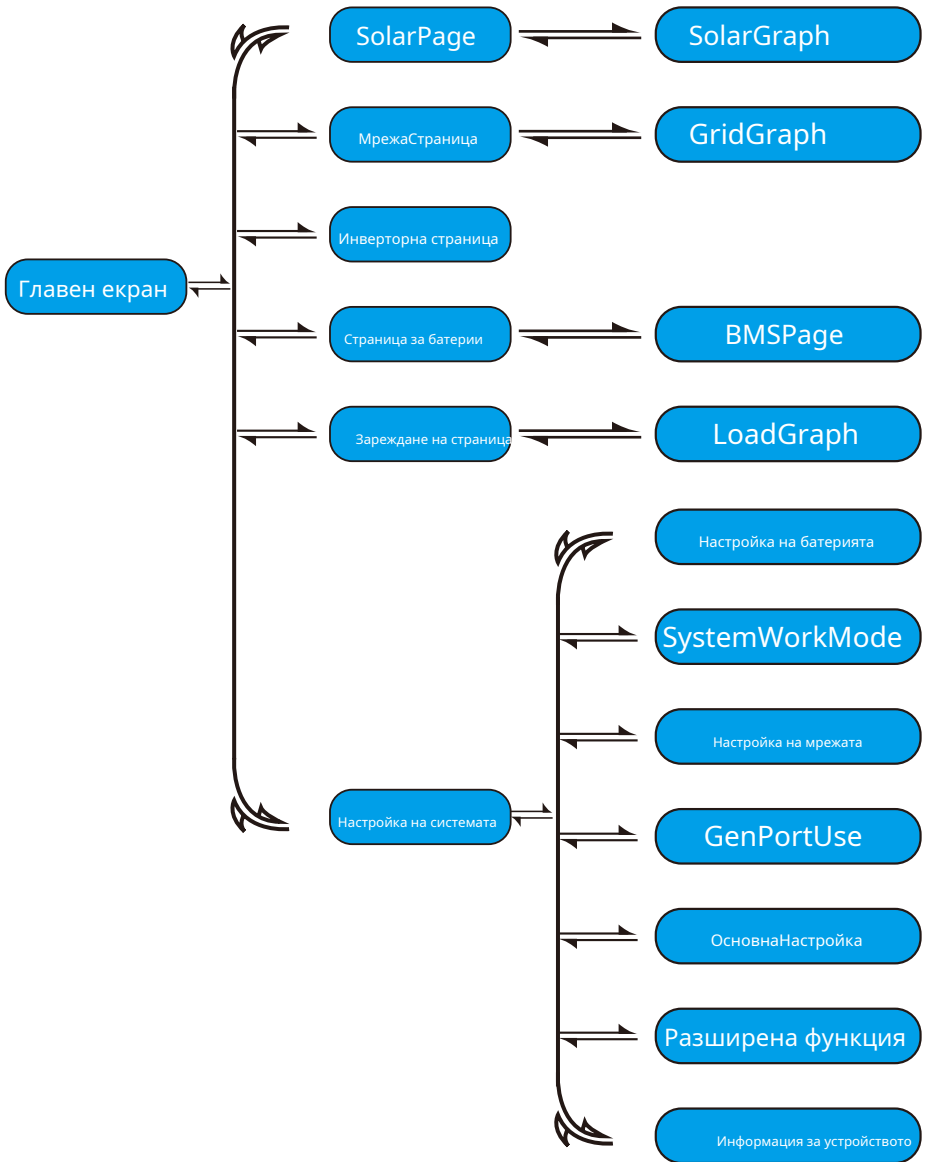 SolarPage
SolarGraph
МрежаСтраница
GridGraph
Инверторна страница
Главен екран
Страница за батерии
BMSPage
Зареждане на страница
LoadGraph
Настройка на батерията
SystemWorkMode
Настройка на мрежата
Настройка на системата
GenPortUse
ОсновнаНастройка
Разширена функция
Информация за устройството